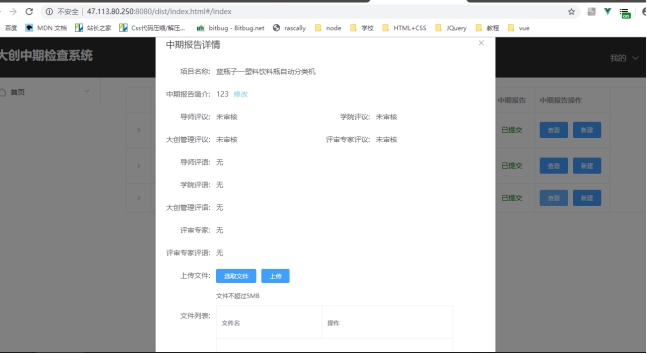 不安全 | 47.113.80.250:8080/dist/index.html#/index
百度 MDN 文档 站长之家 Css代码压缩/解压... bitbug - Bitbug.net rascally node 学校 HTML+CSS JQuery 教程 vue
大创中期检查系统
我的
首页
中期报告详情
项目名称: 蓝瓶子—塑料饮料瓶自动分类机
中期报告简介: 123 修改
导师评议: 未审核 学院评议: 未审核
大创管理评议: 未审核 评审专家评议: 未审核
导师评语: 无
学院评语: 无
大创管理评语: 无
评审专家: 无
评审专家评语: 无
上传文件: 选取文件 上传
文件不超过5MB
文件列表: 文件名 操作
中期报告 中期报告操作
已提交 查看 新建
已提交 查看 新建
已提交 查看 新建